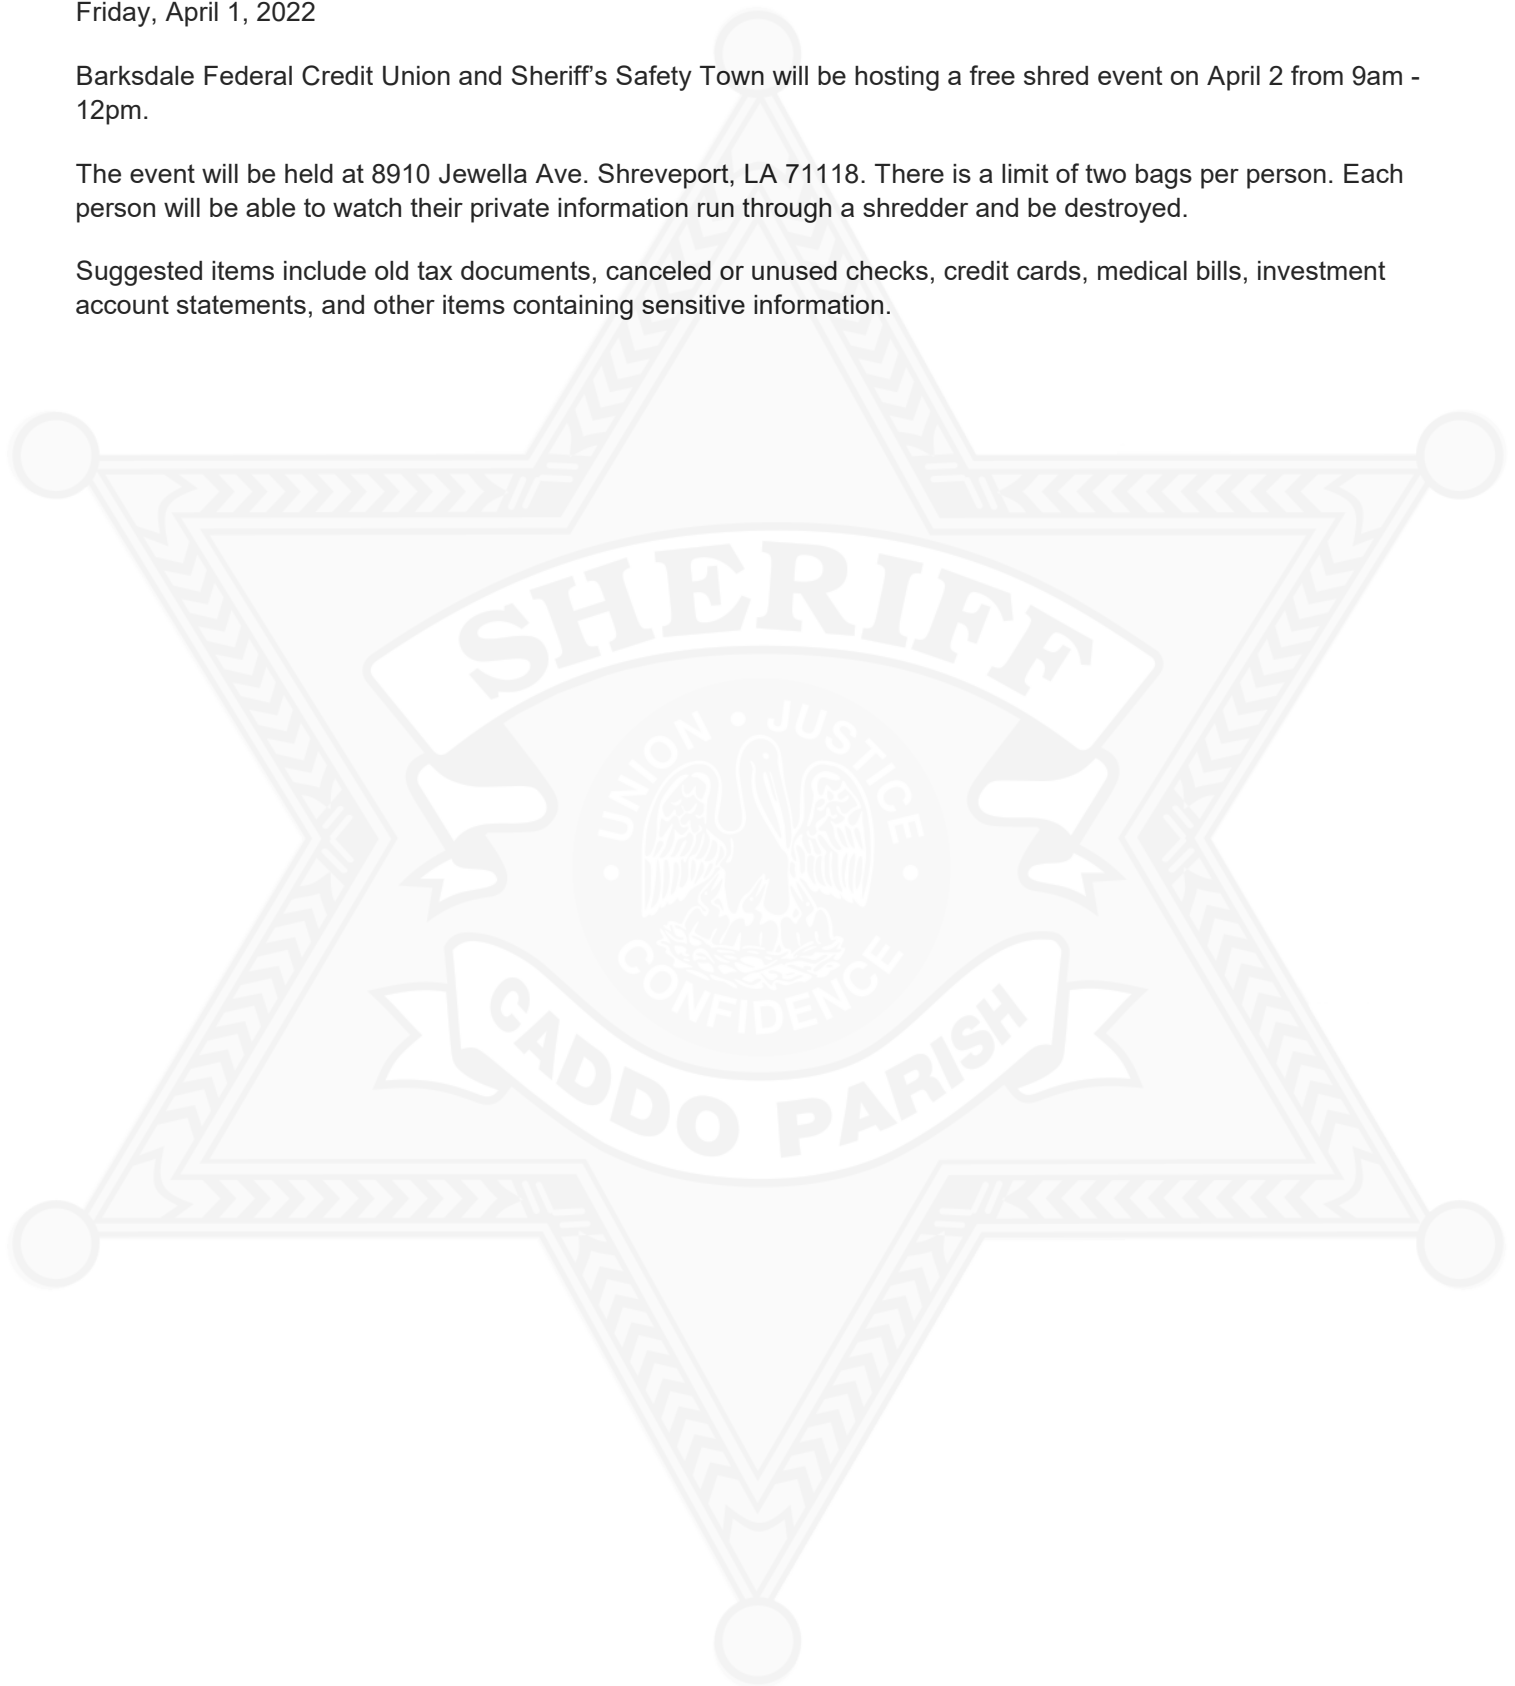 Friday, April 1, 2022
Barksdale Federal Credit Union and Sheriff’s Safety Town will be hosting a free shred event on April 2 from 9am -
12pm.
The event will be held at 8910 Jewella Ave. Shreveport, LA 71118. There is a limit of two bags per person. Each
person will be able to watch their private information run through a shredder and be destroyed.
Suggested items include old tax documents, canceled or unused checks, credit cards, medical bills, investment
account statements, and other items containing sensitive information.
SHERIFF
UNION • JUSTICE
• CONFIDENCE •
CADDO PARISH